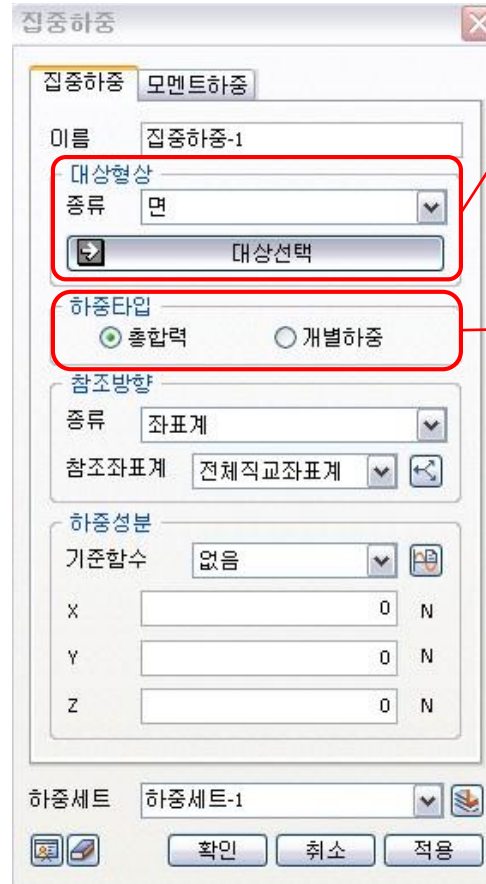 집중하중
집중하중 모멘트하중
이름 집중하중-1
대상형상
종류 면
대상선택
하중타입
총합력 개별하중
참조방향
종류 좌표계
참조좌표계 전체직교좌표계
하중성분
기준함수 없음
X 0 N
Y 0 N
Z 0 N
하중세트 하중세트-1
확인 취소 적용